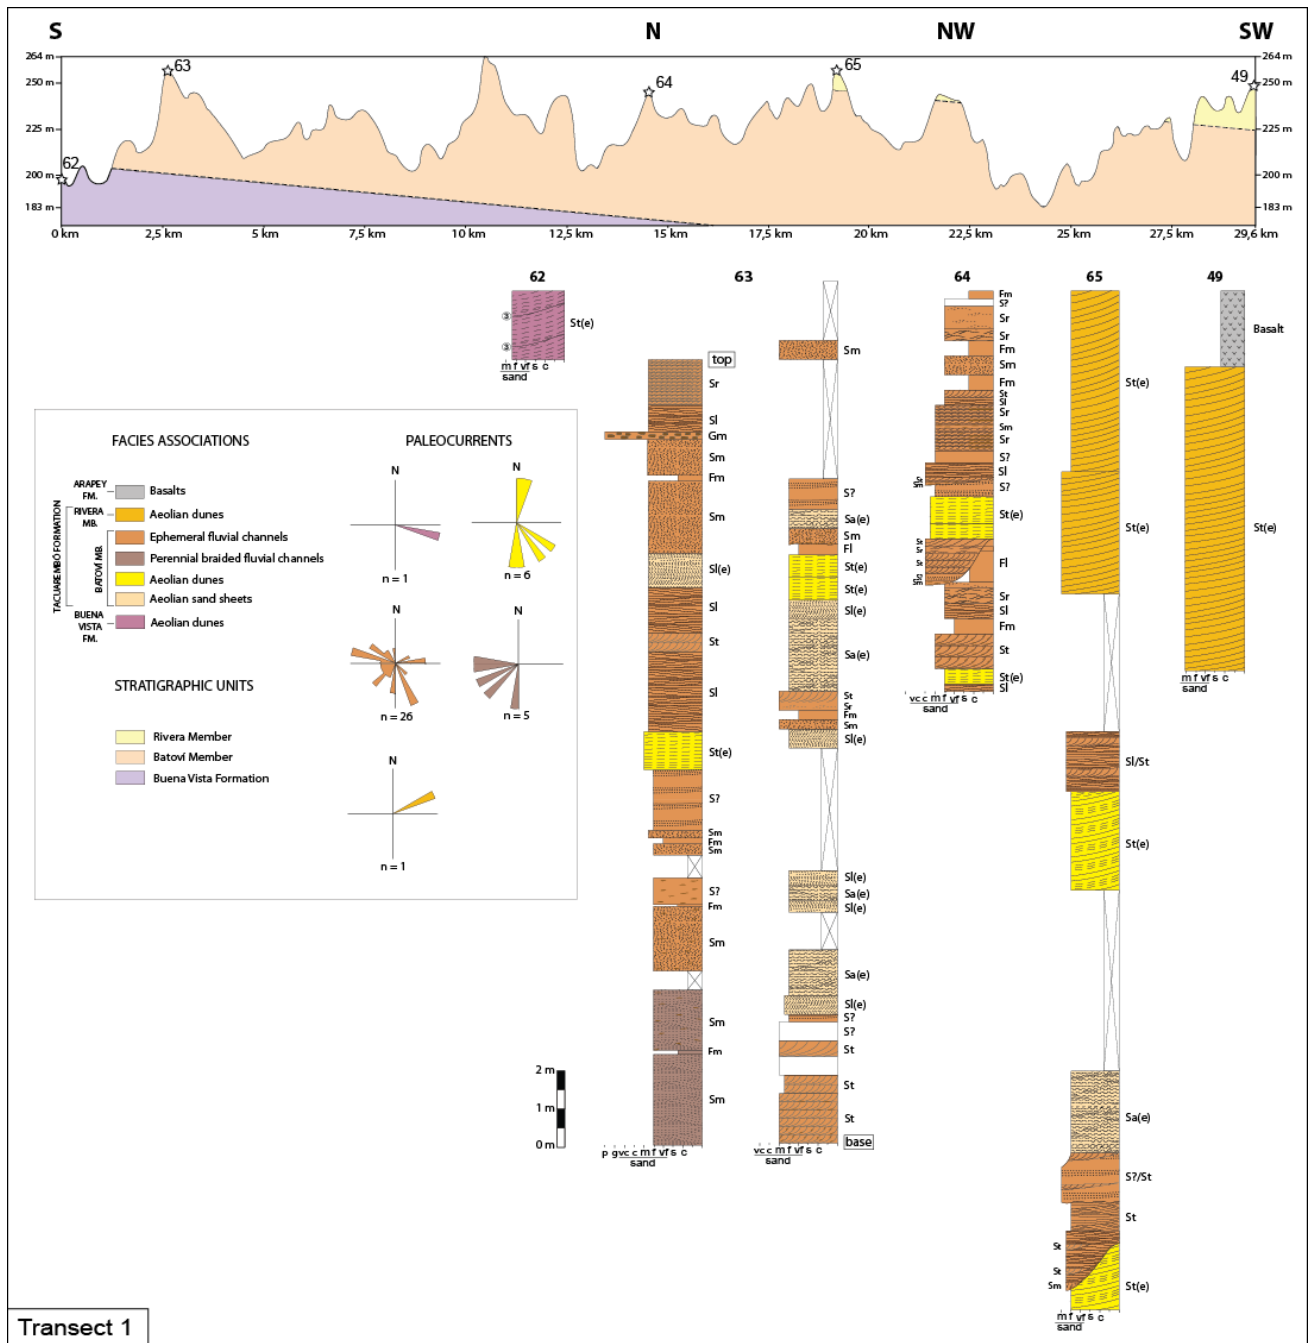 S N NW SW
264 m 264 m
250 m 250 m
225 m 225 m
200 m 200 m
183 m 183 m
63 64 65 49 62
0 km 2,5 km 5 km 7,5 km 10 km 12,5 km 15 km 17,5 km 20 km 22,5 km 25 km 27,5 km 29,6 km
62 63 64 65 49
62
St(e)
③
③
m f vf s c
sand
FACIES ASSOCIATIONS
ARAPEY FM.
Basalts
TACUAREMBÓ FORMATION
RIVERA MB.
Aeolian dunes
BATOVÍ MB.
Ephemeral fluvial channels
Perennial braided fluvial channels
Aeolian dunes
Aeolian sand sheets
BUENA VISTA FM.
Aeolian dunes
STRATIGRAPHIC UNITS
Rivera Member
Batoví Member
Buena Vista Formation
PALEOCURRENTS
N N
n = 1 n = 6
N N
n = 26 n = 5
N
n = 1
2 m
1 m
0 m
top
Sr
Sl
Gm
Sm
Fm
Sm
Sl(e)
Sl
St
Sl
St(e)
S?
Sm
Fm
Sm
S?
Fm
Sm
Sm
Fm
Sm
p g vc c m f vf s c
sand
Sm
S?
Sa(e)
Sm
Fl
St(e)
St(e)
Sl(e)
Sa(e)
St
Sr
Fm
Sm
Sl(e)
Sl(e)
Sa(e)
Sl(e)
Sa(e)
Sl(e)
S?
S?
St
St
St
base
vc c m f vf s c
sand
Fm
S?
Sr
Sr
Fm
Sm
Fm
St
Sl
Sr
Sm
Sr
S?
Sl
S?
St(e)
Fl
Sr
Sl
Fm
St
St(e)
Sl
St
Sr
St
Sm
vc c m f vf s c
sand
St(e)
St(e)
Sl/St
St(e)
Sa(e)
S?/St
St
St
St
Sm
St(e)
m f vf s c
sand
Basalt
St(e)
m f vf s c
sand
Transect 1